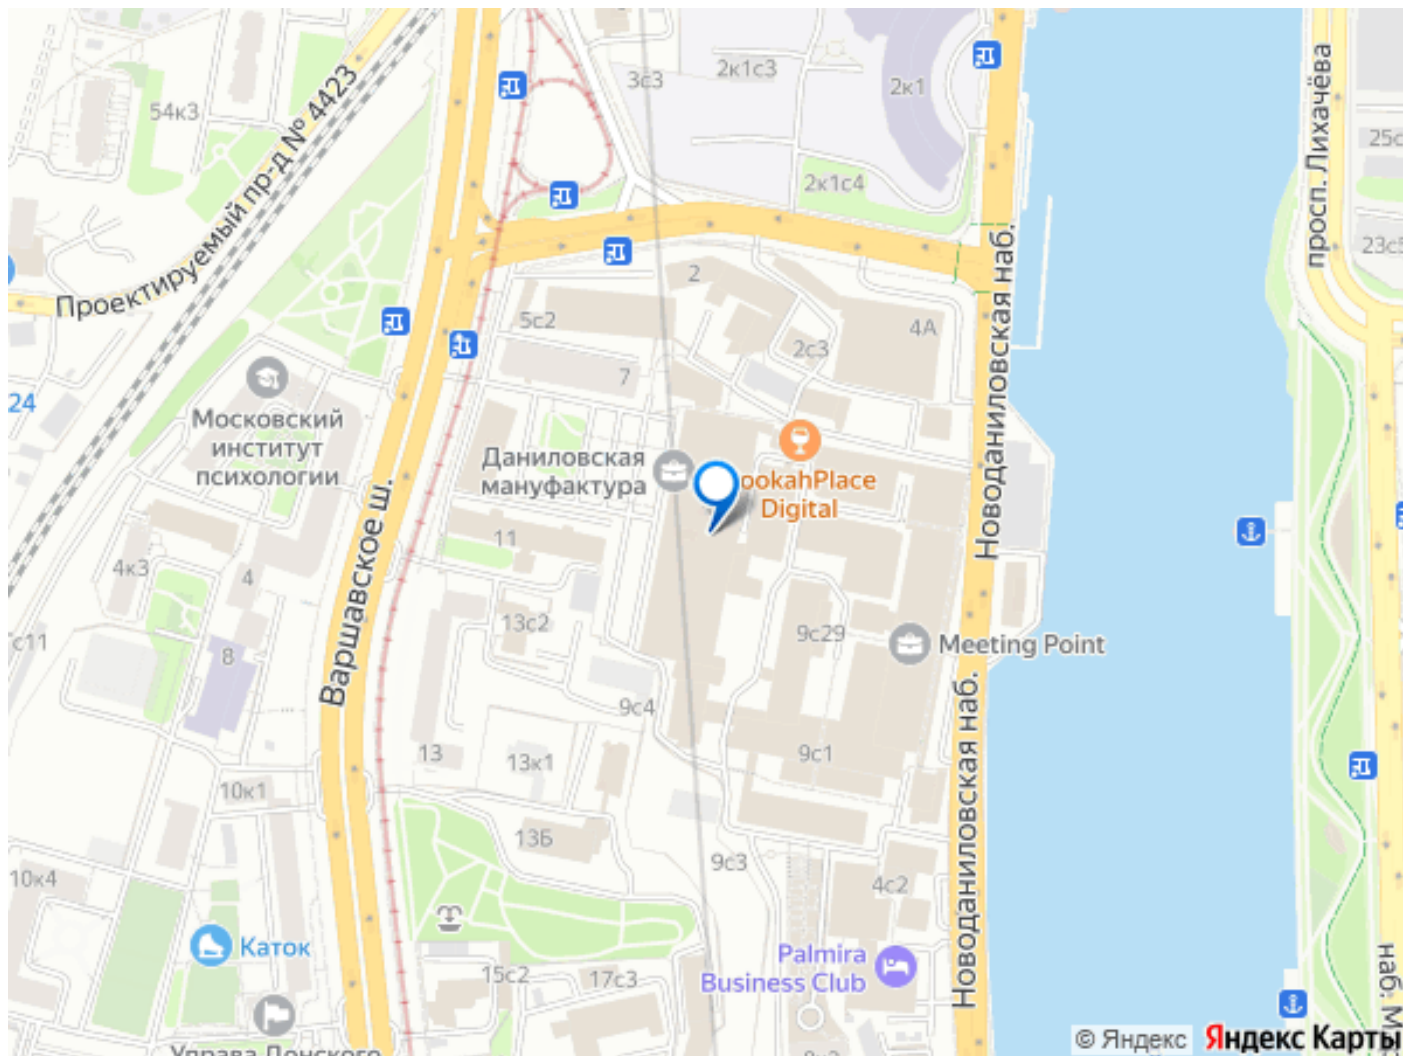 3с3
2к1с3
2к1
54к3
Проектируемый пр-д № 4423
просп. Лихачёва
2к1с4
23с5
2
5с2
4А
2с3
7
24
Московский
институт
психологии
Даниловская
мануфактура
ookahPlace
Digital
Новоданиловская наб.
Варшавское ш.
11
4к3
4
13с2
9с29
Meeting Point
с11
8
9с4
13
13к1
9с1
10к1
Новоданиловская наб.
13Б
9с3
10к4
4с2
Каток
Palmira
Business Club
15с2
17с3
наб. М
Управа Донского
© Яндекс
Яндекс Карты